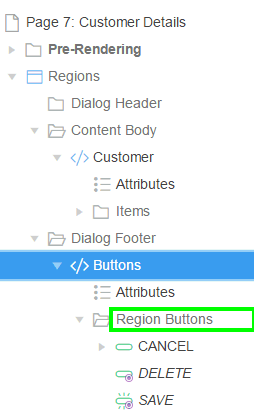 Page 7: Customer Details
Pre-Rendering
Regions
Dialog Header
Content Body
Customer
Attributes
Items
Dialog Footer
Buttons
Attributes
Region Buttons
CANCEL
DELETE
SAVE